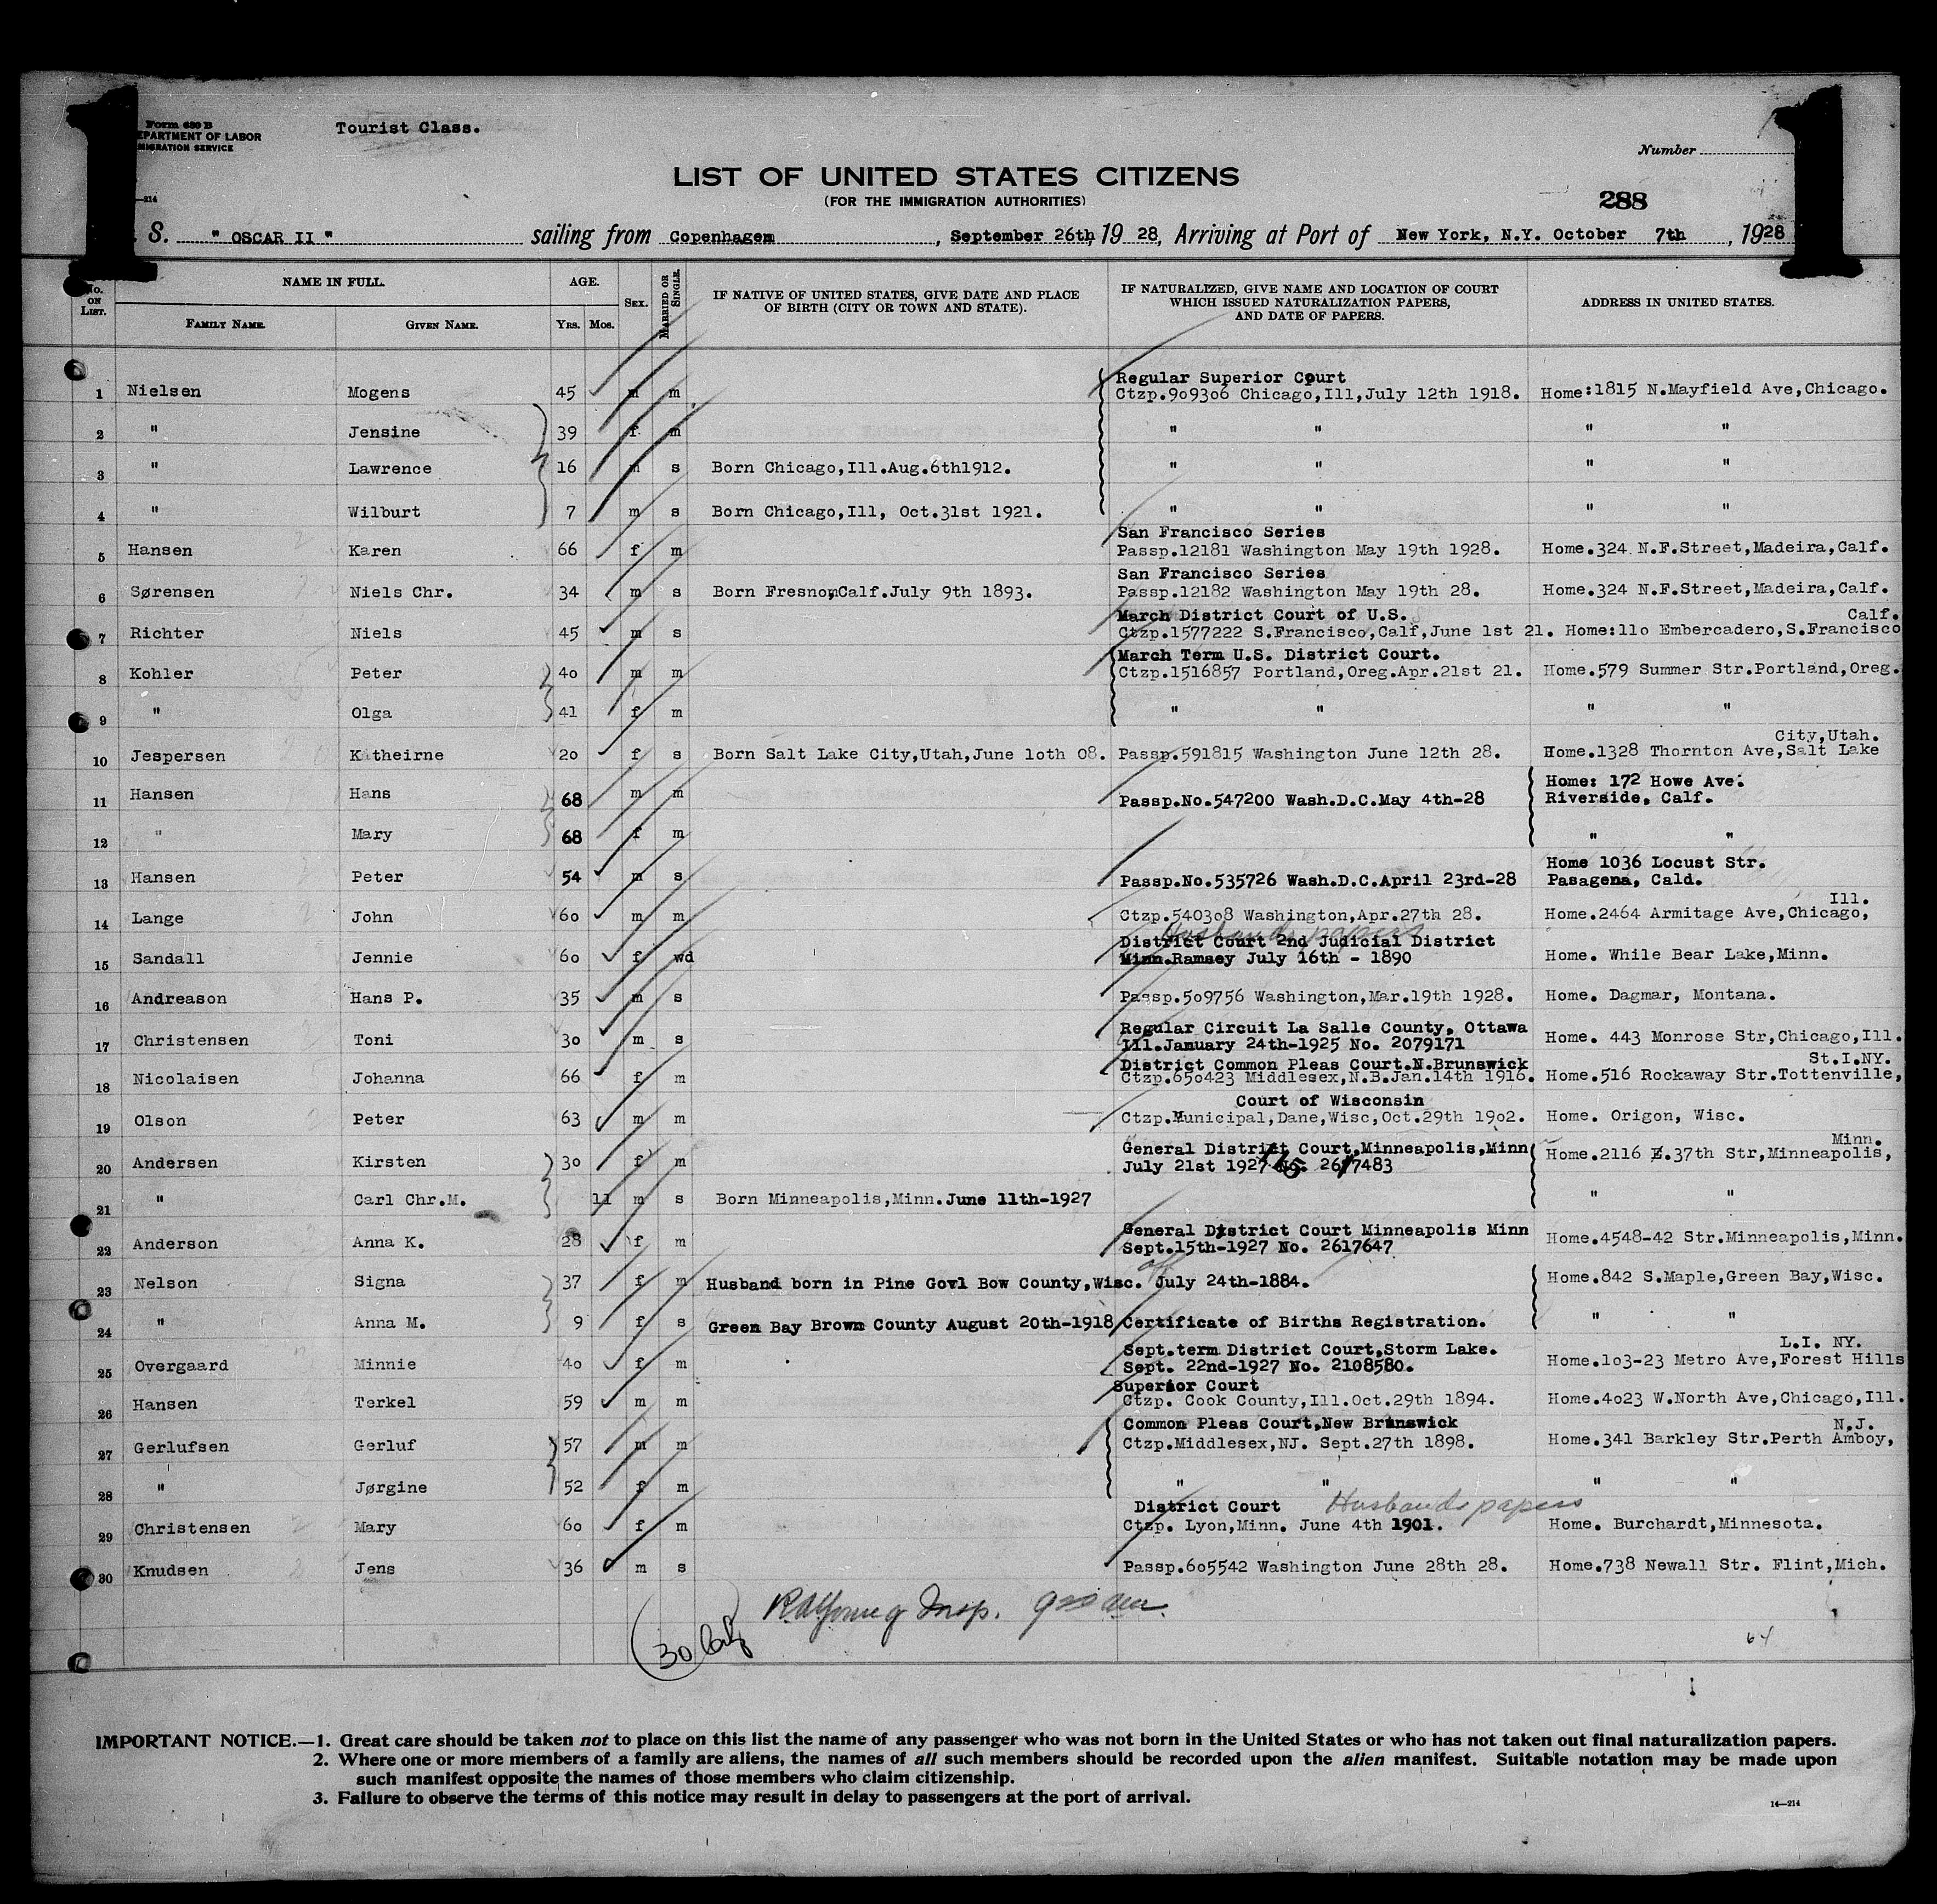 1 1
Form 630 B
DEPARTMENT OF LABOR
IMMIGRATION SERVICE
Tourist Class.
Number
LIST OF UNITED STATES CITIZENS
(FOR THE IMMIGRATION AUTHORITIES)
288
—214
S. " OSCAR II " sailing from Copenhagen, September 26th, 19 28, Arriving at Port of New York, N.Y. October 7th, 1928
No. ON LIST. NAME IN FULL. AGE. SEX. MARRIED OR SINGLE. IF NATIVE OF UNITED STATES, GIVE DATE AND PLACE OF BIRTH (CITY OR TOWN AND STATE). IF NATURALIZED, GIVE NAME AND LOCATION OF COURT WHICH ISSUED NATURALIZATION PAPERS, AND DATE OF PAPERS. ADDRESS IN UNITED STATES.
FAMILY NAME. GIVEN NAME. YRS. MOS.
Regular Superior Court
1 Nielsen Mogens 45 m m Ctzp.909306 Chicago,Ill,July 12th 1918. Home:1815 N.Mayfield Ave,Chicago.
2 " Jensine 39 f m " " " "
3 " Lawrence 16 m s Born Chicago,Ill.Aug.6th1912. " " " "
4 " Wilburt 7 m s Born Chicago,Ill, Oct.31st 1921. " " " "
San Francisco Series
5 Hansen Karen 66 f m Passp.12181 Washington May 19th 1928. Home.324 N.F.Street,Madeira,Calf.
San Francisco Series
6 Sørensen Niels Chr. 34 m s Born Fresno,Calf.July 9th 1893. Passp.12182 Washington May 19th 28. Home.324 N.F.Street,Madeira,Calf.
March District Court of U.S. Calf.
7 Richter Niels 45 m s Ctzp.1577222 S.Francisco,Calf,June 1st 21. Home:110 Embercadero,S.Francisco
March Term U.S. District Court.
8 Kohler Peter 40 m m Ctzp.1516857 Portland,Oreg.Apr.21st 21. Home.579 Summer Str.Portland,Oreg.
9 " Olga 41 f m " " " "
City,Utah.
10 Jespersen Katheirne 20 f s Born Salt Lake City,Utah,June 10th 08. Passp.591815 Washington June 12th 28. Home.1328 Thornton Ave,Salt Lake
Home: 172 Howe Ave.
11 Hansen Hans 68 m m Passp.No.547200 Wash.D.C.May 4th-28 Riverside, Calf.
12 " Mary 68 f m " "
Home 1036 Locust Str.
13 Hansen Peter 54 m s Passp.No.535726 Wash.D.C.April 23rd-28 Pasagena, Cald.
Ill.
14 Lange John 60 m m Ctzp.540308 Washington,Apr.27th 28. Home.2464 Armitage Ave,Chicago,
Husbands papers
District Court 2nd Judicial District
15 Sandall Jennie 60 f wd Minn.Ramsey July 16th - 1890 Home. While Bear Lake,Minn.
16 Andreason Hans P. 35 m s Passp.509756 Washington,Mar.19th 1928. Home. Dagmar, Montana.
Regular Circuit La Salle County, Ottawa
17 Christensen Toni 30 m s Ill.January 24th-1925 No. 2079171 Home. 443 Monrose Str,Chicago,Ill.
District Common Pleas Court.N.Brunswick St.I.NY.
18 Nicolaisen Johanna 66 f m Ctzp.650423 Middlesex,N.B.Jan.14th 1916. Home.516 Rockaway Str.Tottenville,
Court of Wisconsin
19 Olson Peter 63 m m Ctzp.Municipal,Dane,Wisc,Oct.29th 1902. Home. Origon, Wisc.
General District Court,Minneapolis,Minn Minn.
20 Andersen Kirsten 30 f m July 21st 1927 No. 2617483 Home.2116 E.37th Str,Minneapolis,
21 " Carl Chr.M. 11 m s Born Minneapolis,Minn.June 11th-1927 " "
General District Court Minneapolis Minn
22 Anderson Anna K. 28 f m Sept.15th-1927 No. 2617647 Home.4548-42 Str.Minneapolis,Minn.
23 Nelson Signa 37 f m Husband born in Pine Govl Bow County,Wisc. July 24th-1884. Home.842 S.Maple,Green Bay,Wisc.
24 " Anna M. 9 f s Green Bay Brown County August 20th-1918 Certificate of Births Registration. " "
Sept.term District Court,Storm Lake. L.I. NY.
25 Overgaard Minnie 40 f m Sept. 22nd-1927 No. 2108580. Home.103-23 Metro Ave,Forest Hills
Superior Court
26 Hansen Terkel 59 m m Ctzp. Cook County,Ill.Oct.29th 1894. Home.4023 W.North Ave,Chicago,Ill.
Common Pleas Court,New Brunswick N.J.
27 Gerlufsen Gerluf 57 m m Ctzp.Middlesex,NJ. Sept.27th 1898. Home.341 Barkley Str.Perth Amboy,
28 " Jørgine 52 f m " " " "
District Court Husbands papers
29 Christensen Mary 60 f m Ctzp. Lyon,Minn. June 4th 1901. Home. Burchardt,Minnesota.
30 Knudsen Jens 36 m s Passp.605542 Washington June 28th 28. Home.738 Newall Str. Flint,Mich.
Insp.
30
64
IMPORTANT NOTICE.—1. Great care should be taken not to place on this list the name of any passenger who was not born in the United States or who has not taken out final naturalization papers.
2. Where one or more members of a family are aliens, the names of all such members should be recorded upon the alien manifest. Suitable notation may be made upon
such manifest opposite the names of those members who claim citizenship.
3. Failure to observe the terms of this notice may result in delay to passengers at the port of arrival.
14—214